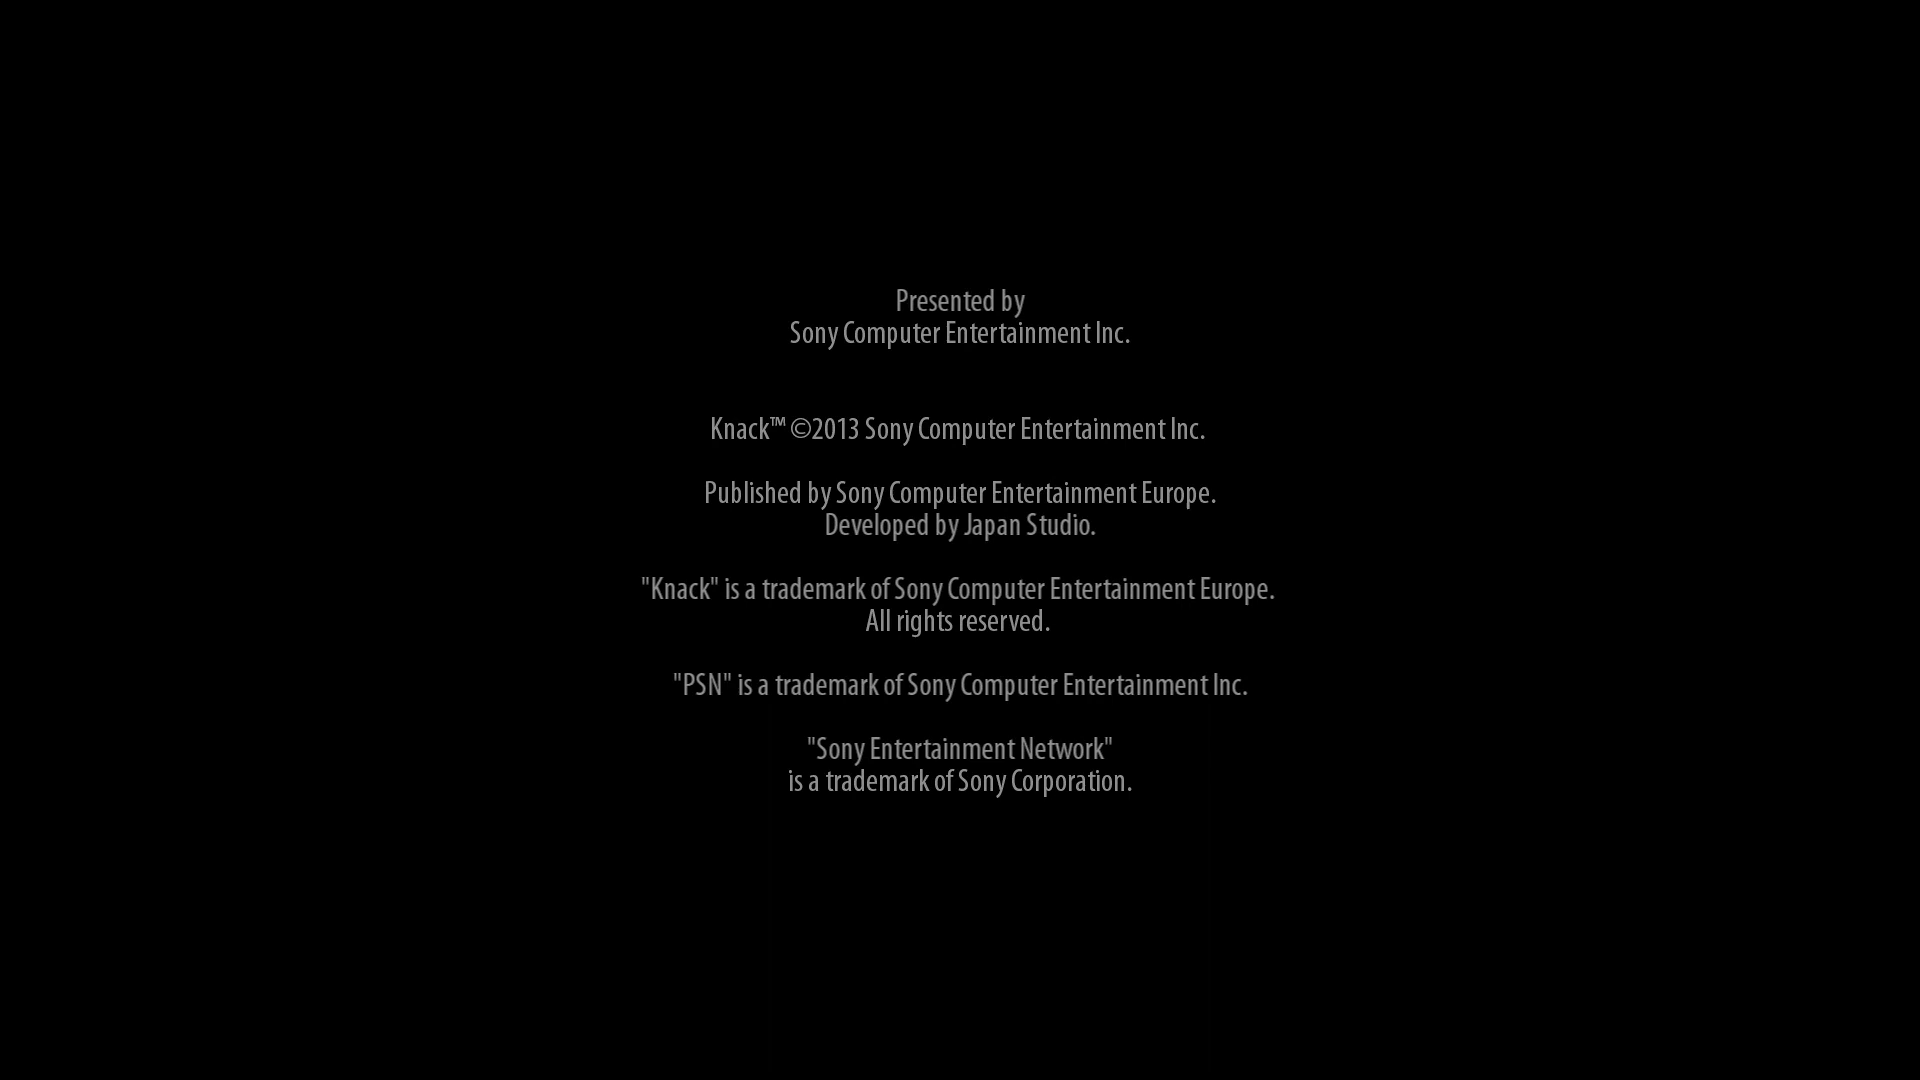 Presented by
Sony Computer Entertainment Inc.
Knack™ ©2013 Sony Computer Entertainment Inc.
Published by Sony Computer Entertainment Europe.
Developed by Japan Studio.
"Knack" is a trademark of Sony Computer Entertainment Europe.
All rights reserved.
"PSN" is a trademark of Sony Computer Entertainment Inc.
"Sony Entertainment Network"
is a trademark of Sony Corporation.